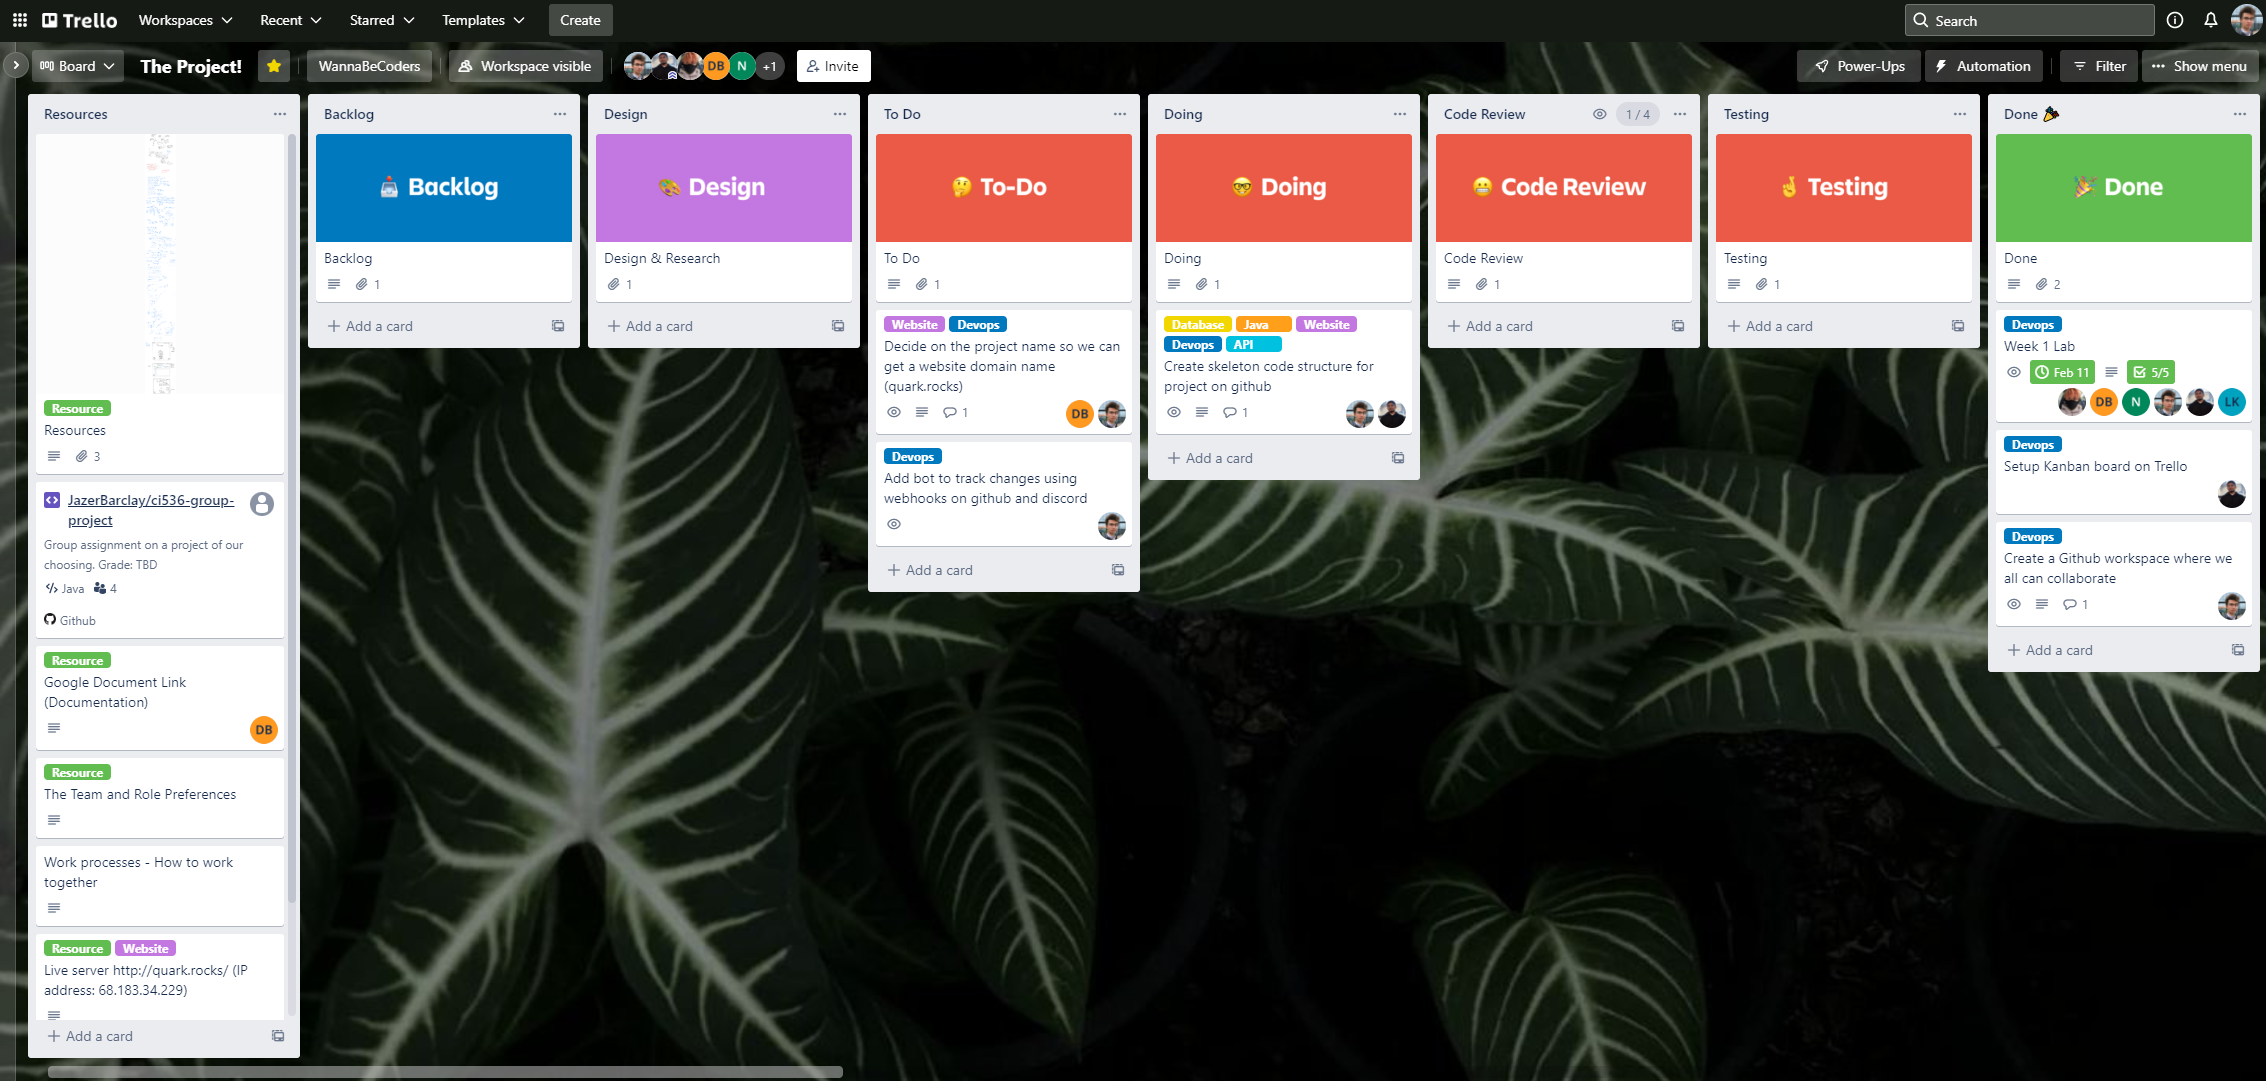 Trello
Workspaces
Recent
Starred
Templates
Create
Search
Board
The Project!
WannaBeCoders
Workspace visible
DB
N
+1
Invite
Power-Ups
Automation
Filter
Show menu
Resources
Resource
Resources
3
JazerBarclay/ci536-group-
project
Group assignment on a project of our
choosing. Grade: TBD
Java
4
Github
Resource
Google Document Link
(Documentation)
DB
Resource
The Team and Role Preferences
Work processes - How to work
together
Resource Website
Live server http://quark.rocks/ (IP
address: 68.183.34.229)
Add a card
Backlog
📥 Backlog
Backlog
1
Add a card
Design
🎨 Design
Design & Research
1
Add a card
To Do
🤔 To-Do
To Do
1
Website Devops
Decide on the project name so we can
get a website domain name
(quark.rocks)
1
DB
Devops
Add bot to track changes using
webhooks on github and discord
Add a card
Doing
🤓 Doing
Doing
1
Database Java Website
Devops API
Create skeleton code structure for
project on github
1
Add a card
Code Review
1 / 4
😬 Code Review
Code Review
1
Add a card
Testing
🤞 Testing
Testing
1
Add a card
Done 🎉
🎉 Done
Done
2
Devops
Week 1 Lab
Feb 11
5/5
DB
N
LK
Devops
Setup Kanban board on Trello
Devops
Create a Github workspace where we
all can collaborate
1
Add a card